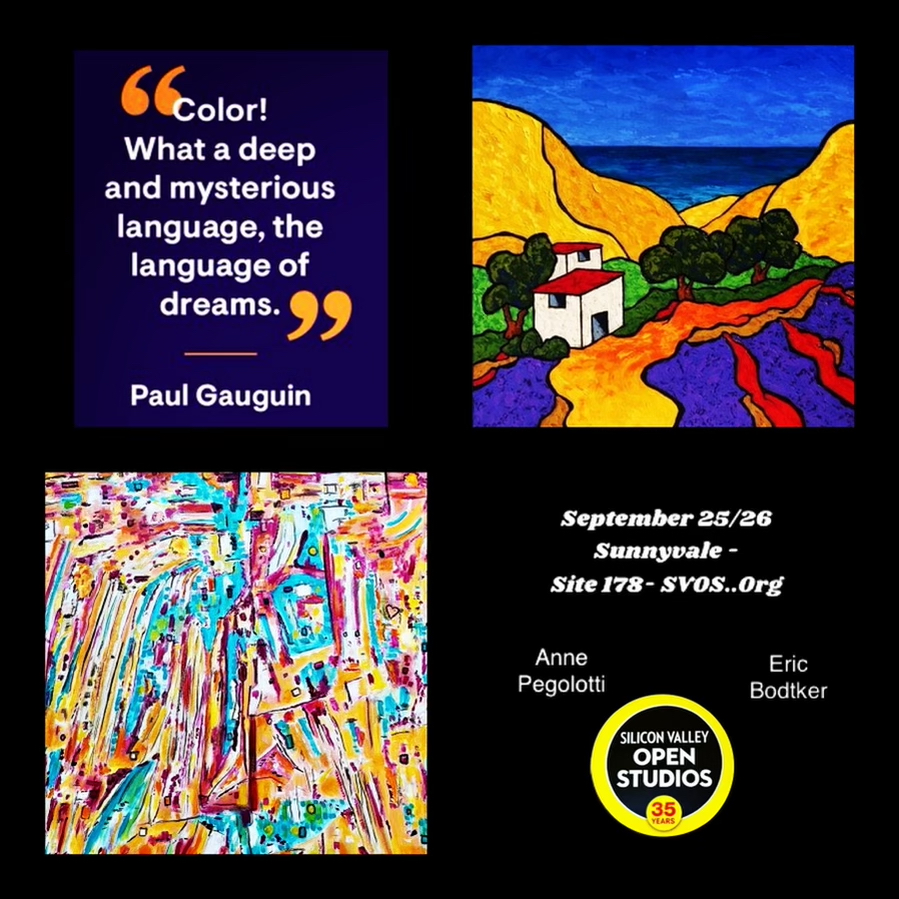 “Color!
What a deep
and mysterious
language, the
language of
dreams.”
Paul Gauguin
September 25/26
Sunnyvale -
Site 178- SVOS..Org
Anne
Pegolotti
Eric
Bodtker
SILICON VALLEY
OPEN
STUDIOS
35
YEARS